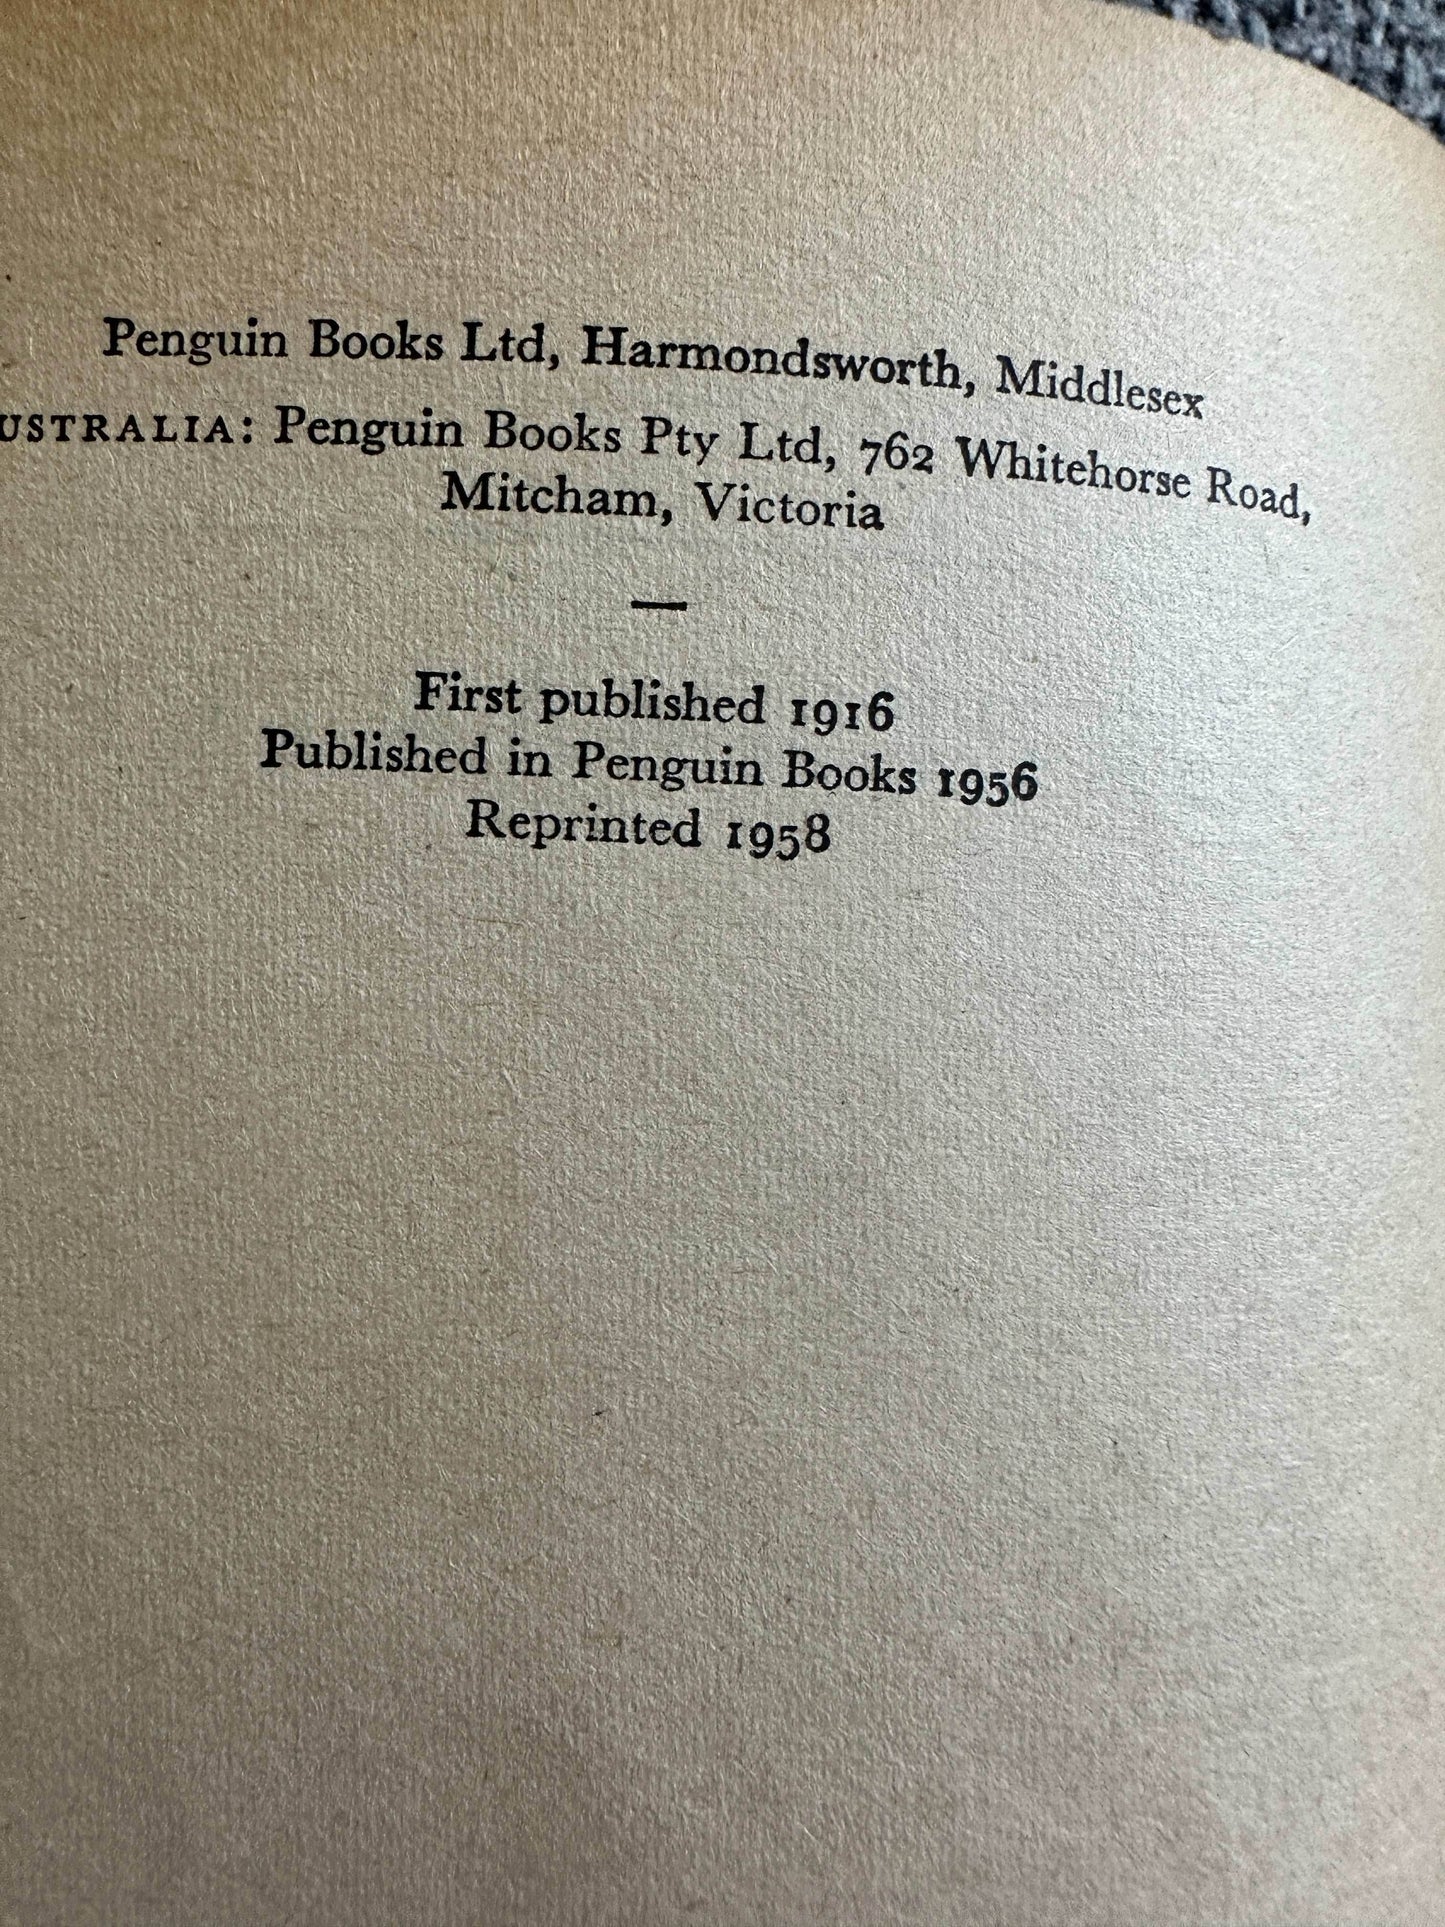 Penguin Books Ltd, Harmondsworth, Middlesex
USTRALIA: Penguin Books Pty Ltd, 762 Whitehorse Road,
Mitcham, Victoria
—
First published 1916
Published in Penguin Books 1956
Reprinted 1958